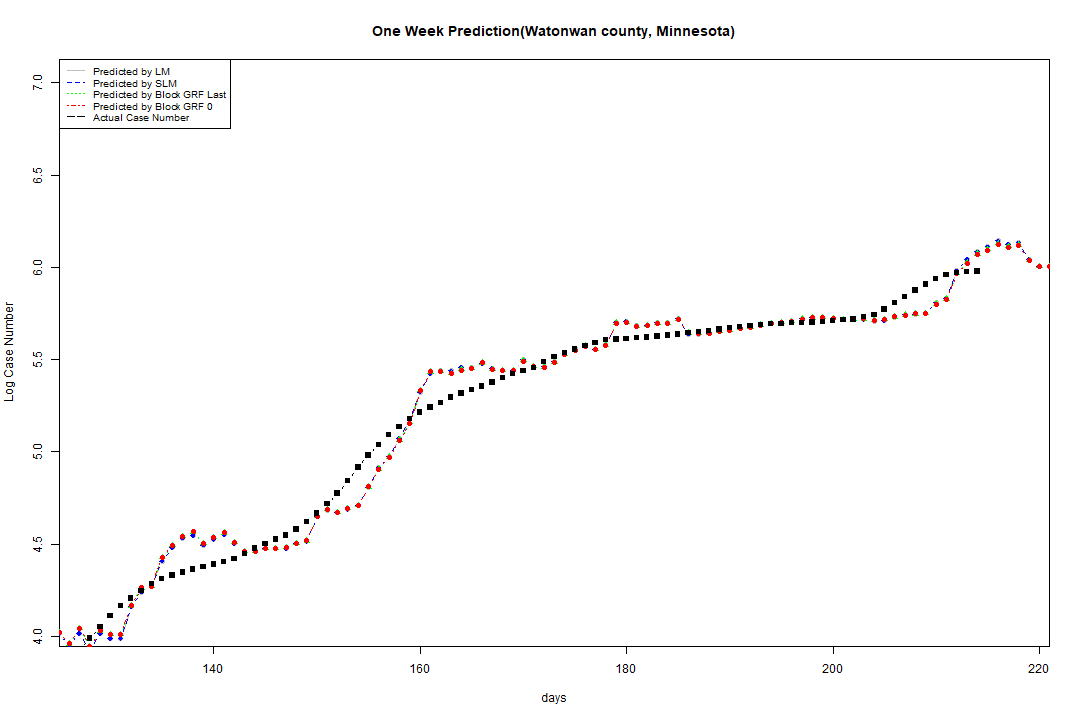 One Week Prediction(Watonwan county, Minnesota)
Predicted by LM
Predicted by SLM
Predicted by Block GRF Last
Predicted by Block GRF 0
Actual Case Number
7.0
6.5
6.0
5.5
5.0
4.5
4.0
Log Case Number
140 160 180 200 220
days